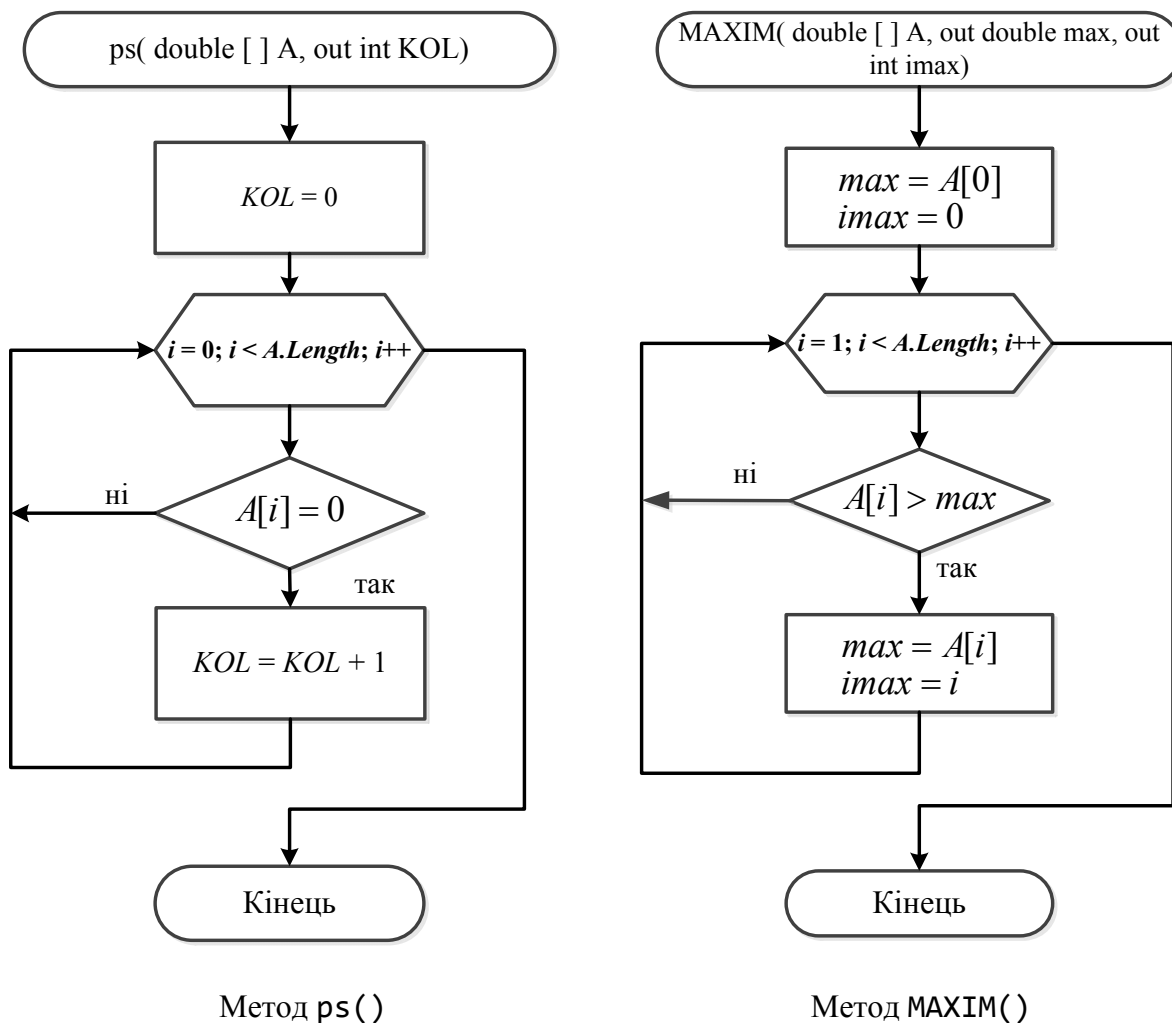 ps( double [ ] A, out int KOL)
KOL = 0
i = 0; i < A.Length; i++
ні
A[i] = 0
так
KOL = KOL + 1
Кінець
Метод ps()
MAXIM( double [ ] A, out double max, out
int imax)
max = A[0]
imax = 0
i = 1; i < A.Length; i++
ні
A[i] > max
так
max = A[i]
imax = i
Кінець
Метод MAXIM()